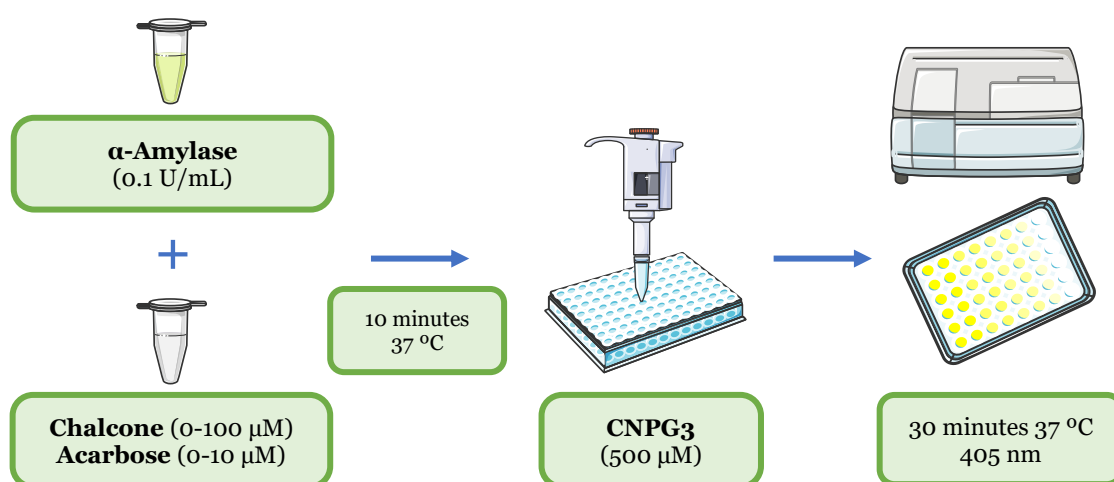 α-Amylase
(0.1 U/mL)
+
Chalcone (0-100 µM)
Acarbose (0-10 µM)
10 minutes
37 ºC
CNPG3
(500 µM)
30 minutes 37 ºC
405 nm